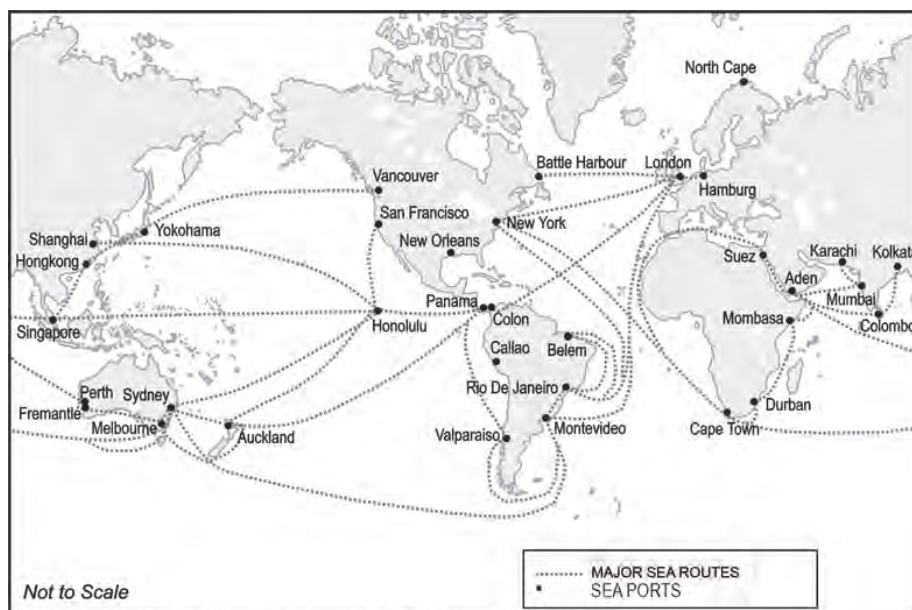 North Cape
Battle Harbour
London
Hamburg
Vancouver
San Francisco
New York
New Orleans
Yokohama
Shanghai
Hongkong
Suez
Karachi
Kolkata
Aden
Mumbai
Panama
Colon
Singapore
Honolulu
Mombasa
Colombo
Callao
Belem
Perth
Sydney
Rio De Janeiro
Fremantle
Durban
Melbourne
Auckland
Valparaiso
Montevideo
Cape Town
MAJOR SEA ROUTES
SEA PORTS
Not to Scale